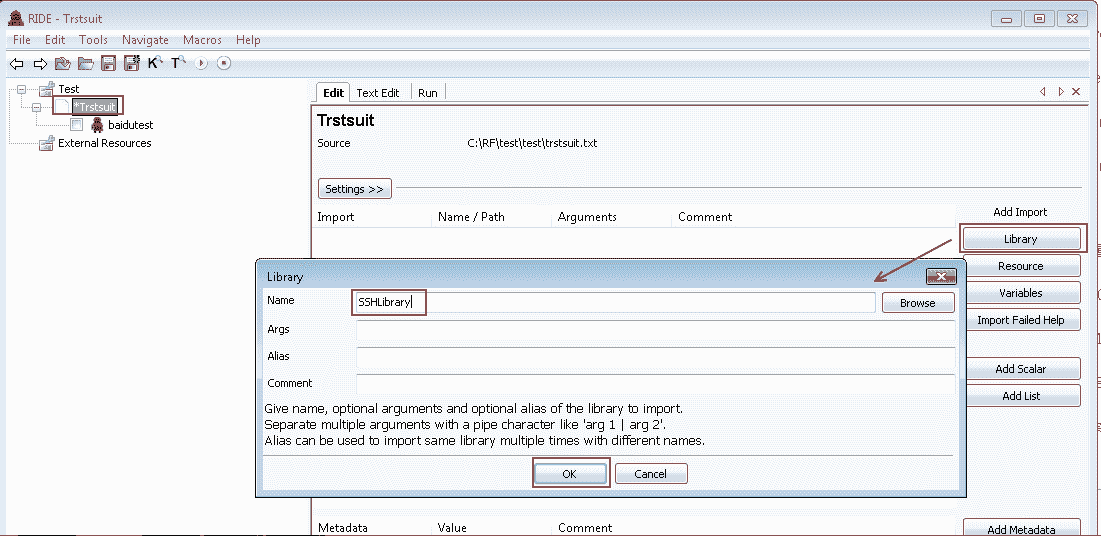 RIDE - Trstsuit
File Edit Tools Navigate Macros Help
K T
Test
*Trstsuit
baidutest
External Resources
Edit Text Edit Run
Trstsuit
Source C:\RF\test\test\trstsuit.txt
Settings >>
Import Name / Path Arguments Comment
Add Import
Library
Resource
Variables
Import Failed Help
Add Scalar
Add List
Library
Name SSHLibrary Browse
Args
Alias
Comment
Give name, optional arguments and optional alias of the library to import.
Separate multiple arguments with a pipe character like 'arg 1 | arg 2'.
Alias can be used to import same library multiple times with different names.
OK Cancel
Metadata Value Comment
Add Metadata